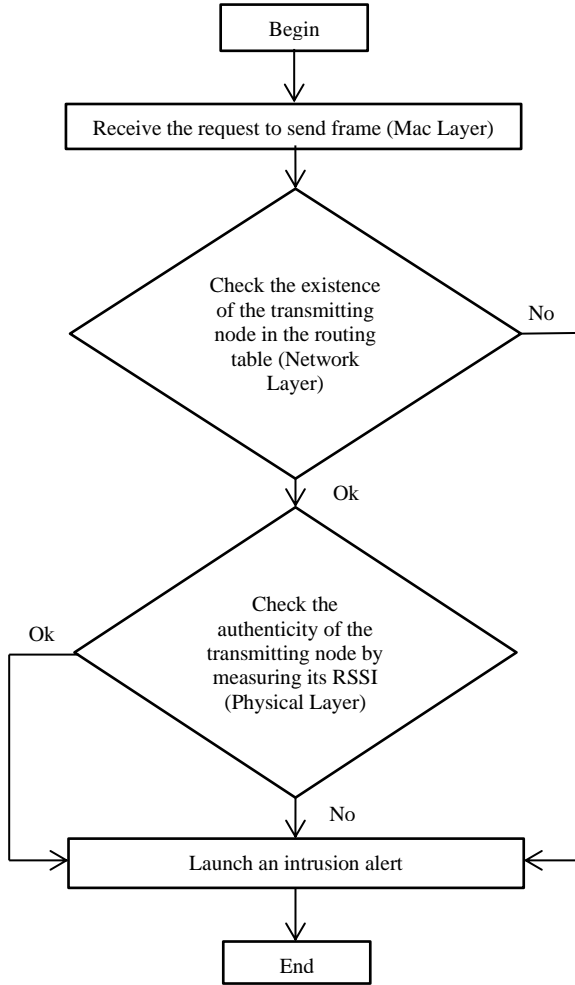 Begin
Receive the request to send frame (Mac Layer)
Check the existence
of the transmitting
node in the routing
table (Network
Layer)
No
Ok
Check the
authenticity of the
transmitting node by
measuring its RSSI
(Physical Layer)
Ok
No
Launch an intrusion alert
End